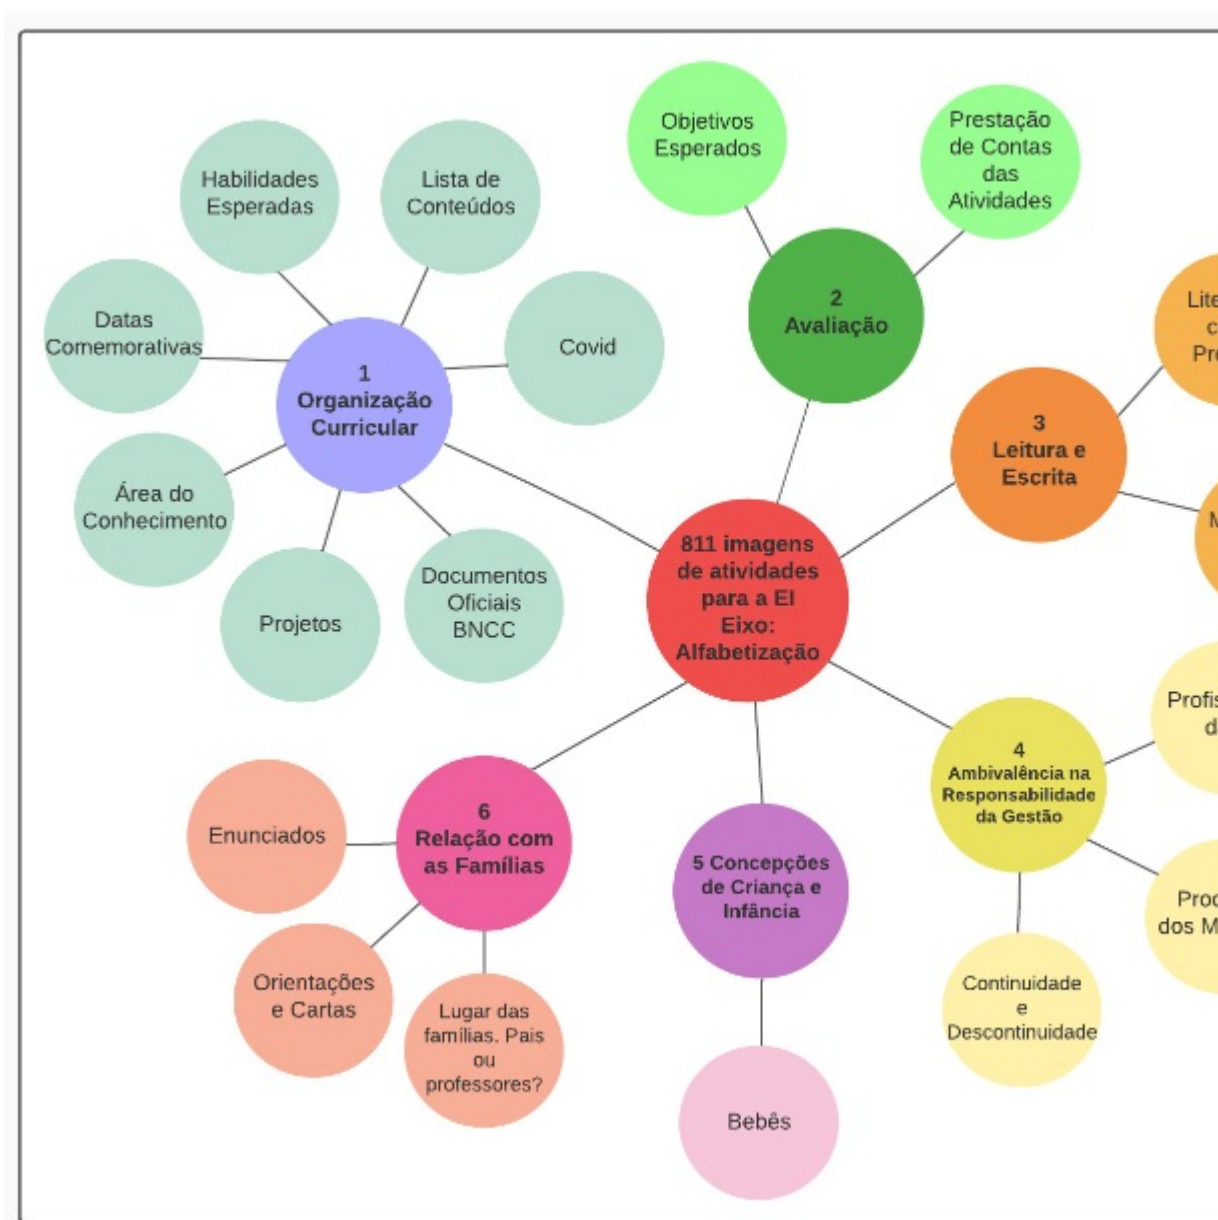 Objetivos
Esperados
Prestação
de Contas
das
Atividades
Habilidades
Esperadas
Lista de
Conteúdos
Datas
Comemorativas
Covid
1
Organização
Curricular
2
Avaliação
3
Leitura e
Escrita
Área do
Conhecimento
Projetos
Documentos
Oficiais
BNCC
811 imagens
de atividades
para a EI
Eixo:
Alfabetização
4
Ambivalência na
Responsabilidade
da Gestão
Continuidade
e
Descontinuidade
5 Concepções
de Criança e
Infância
Bebês
6
Relação com
as Famílias
Enunciados
Orientações
e Cartas
Lugar das
famílias. Pais
ou
professores?